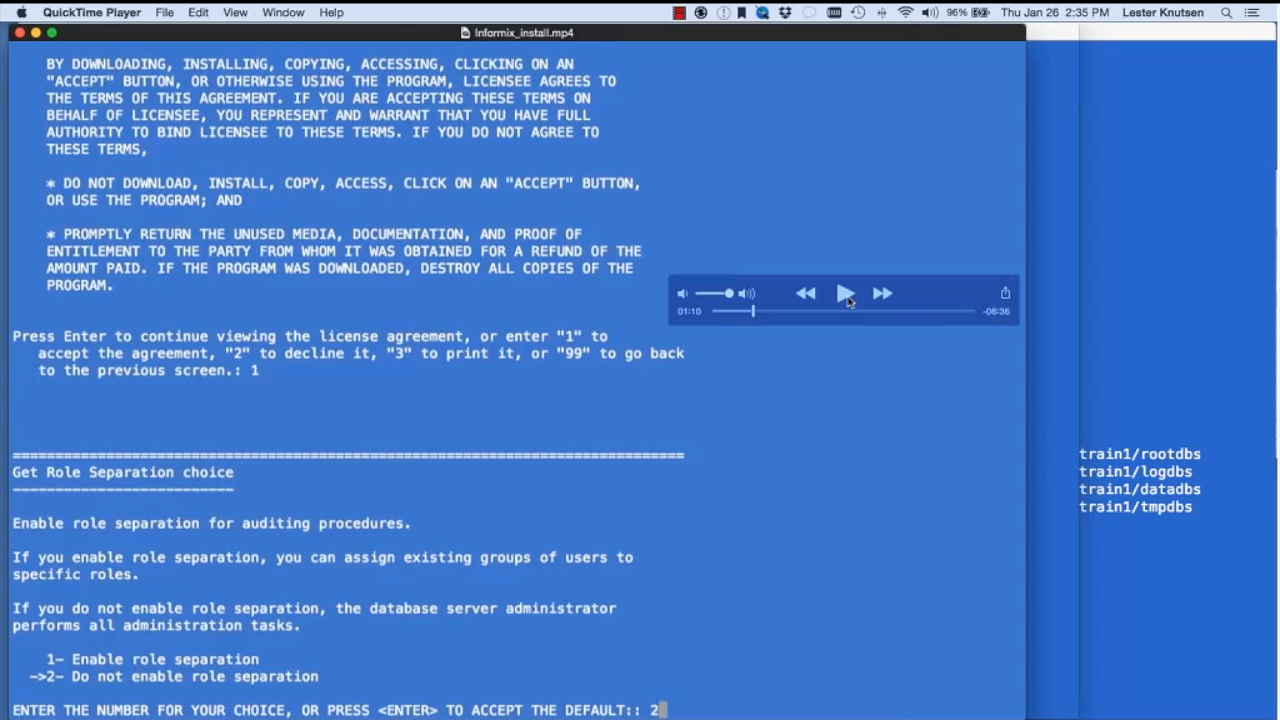 QuickTime Player File Edit View Window Help 96% Thu Jan 26 2:35 PM Lester Knutsen
Informix_install.mp4
BY DOWNLOADING, INSTALLING, COPYING, ACCESSING, CLICKING ON AN
"ACCEPT" BUTTON, OR OTHERWISE USING THE PROGRAM, LICENSEE AGREES TO
THE TERMS OF THIS AGREEMENT. IF YOU ARE ACCEPTING THESE TERMS ON
BEHALF OF LICENSEE, YOU REPRESENT AND WARRANT THAT YOU HAVE FULL
AUTHORITY TO BIND LICENSEE TO THESE TERMS. IF YOU DO NOT AGREE TO
THESE TERMS,
* DO NOT DOWNLOAD, INSTALL, COPY, ACCESS, CLICK ON AN "ACCEPT" BUTTON,
OR USE THE PROGRAM; AND
* PROMPTLY RETURN THE UNUSED MEDIA, DOCUMENTATION, AND PROOF OF
ENTITLEMENT TO THE PARTY FROM WHOM IT WAS OBTAINED FOR A REFUND OF THE
AMOUNT PAID. IF THE PROGRAM WAS DOWNLOADED, DESTROY ALL COPIES OF THE
PROGRAM.
01:10 -06:36
Press Enter to continue viewing the license agreement, or enter "1" to
accept the agreement, "2" to decline it, "3" to print it, or "99" to go back
to the previous screen.: 1
===============================================================================
Get Role Separation choice
--------------------------
Enable role separation for auditing procedures.
If you enable role separation, you can assign existing groups of users to
specific roles.
If you do not enable role separation, the database server administrator
performs all administration tasks.
1- Enable role separation
->2- Do not enable role separation
ENTER THE NUMBER FOR YOUR CHOICE, OR PRESS <ENTER> TO ACCEPT THE DEFAULT:: 2
train1/rootdbs
train1/logdbs
train1/datadbs
train1/tmpdbs